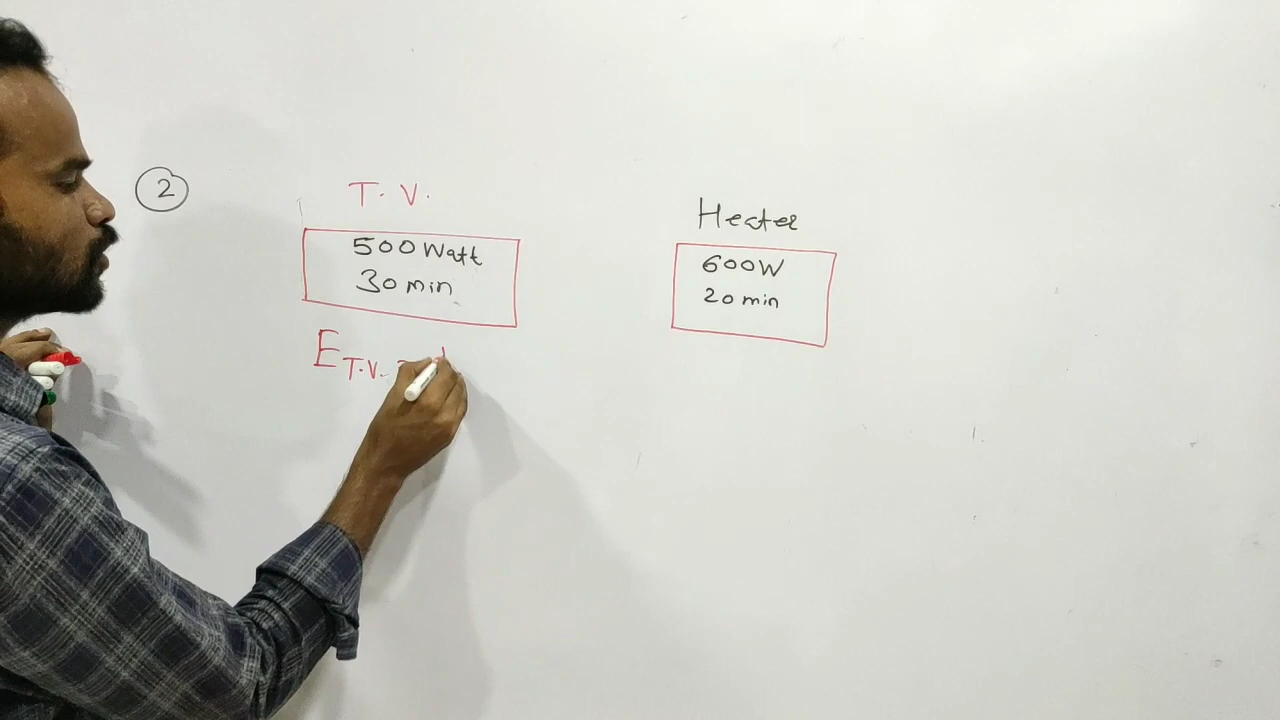 2
T. V.
500 Watt
30 min
E T.V. =
Heater
600W
20 min